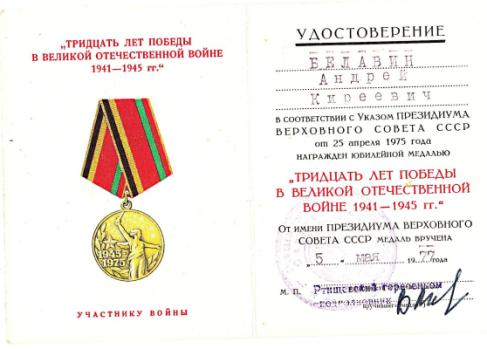 „ТРИДЦАТЬ ЛЕТ ПОБЕДЫ
В ВЕЛИКОЙ ОТЕЧЕСТВЕННОЙ ВОЙНЕ
1941—1945 гг.“
1945
1975
УЧАСТНИКУ ВОЙНЫ
УДОСТОВЕРЕНИЕ
БЕЛАВИН
Андрей
Киреевич
в соответствии с Указом ПРЕЗИДИУМА
ВЕРХОВНОГО СОВЕТА СССР
от 25 апреля 1975 года
НАГРАЖДЕН ЮБИЛЕЙНОЙ МЕДАЛЬЮ
„ТРИДЦАТЬ ЛЕТ ПОБЕДЫ
В ВЕЛИКОЙ ОТЕЧЕСТВЕННОЙ
ВОЙНЕ 1941—1945 гг.“
От имени ПРЕЗИДИУМА ВЕРХОВНОГО
СОВЕТА СССР МЕДАЛЬ ВРУЧЕНА
„ 5 „ мая 1977 года
М. П. Ртищевский горвоенком
подполковник